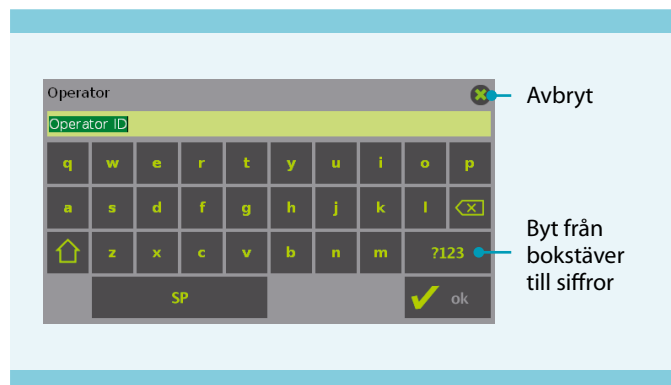 Operator
Avbryt
Operator ID
q w e r t y u i o p
a s d f g h j k l
z x c v b n m ?123
Byt från
bokstäver
till siffror
SP ok